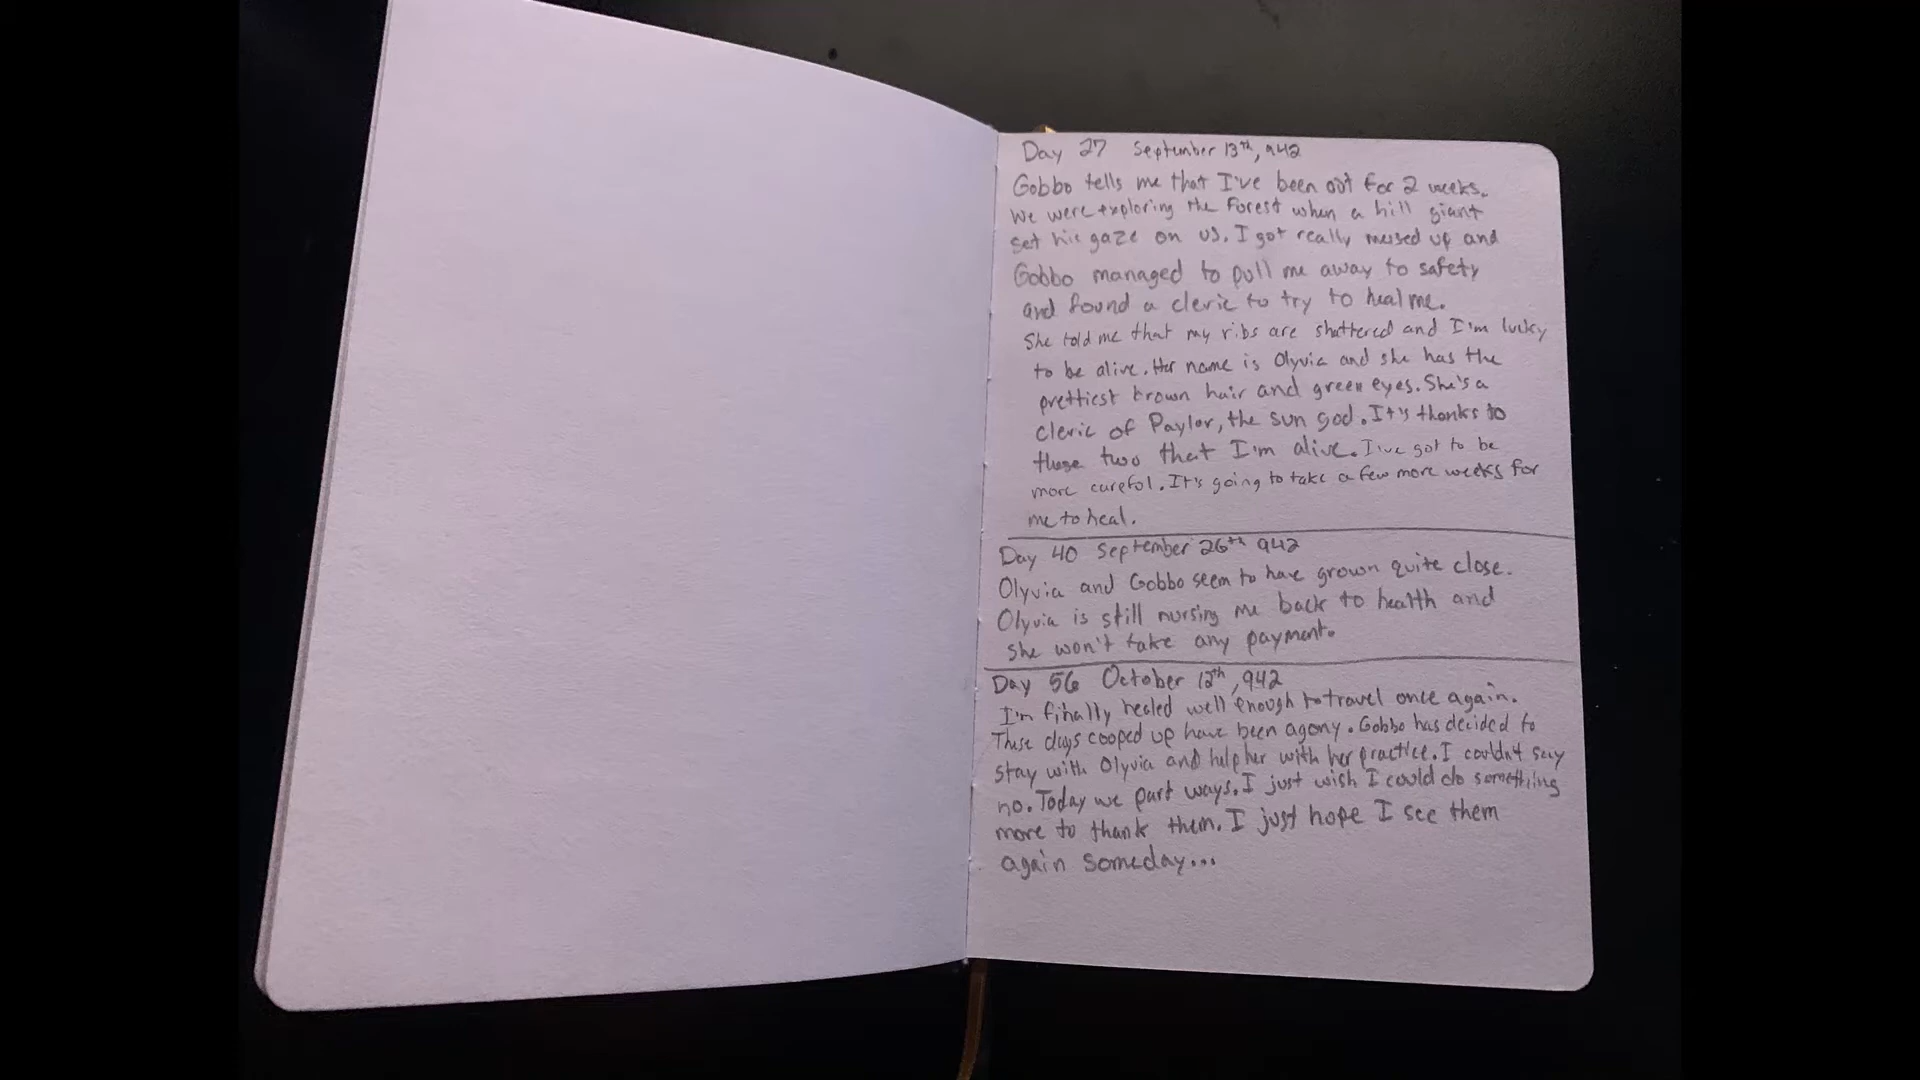 Day 27 September 13th, 942
Gobbo tells me that I've been out for 2 weeks.
We were exploring the forest when a hill giant
set his gaze on us. I got really messed up and
Gobbo managed to pull me away to safety
and found a cleric to try to heal me.
She told me that my ribs are shattered and I'm lucky
to be alive. Her name is Olyvia and she has the
prettiest brown hair and green eyes. She's a
cleric of Paylor, the sun god. It's thanks to
these two that I'm alive. I've got to be
more careful. It's going to take a few more weeks for
me to heal.
Day 40 September 26th 942
Olyvia and Gobbo seem to have grown quite close.
Olyvia is still nursing me back to health and
she won't take any payment.
Day 56 October 12th, 942
I'm finally healed well enough to travel once again.
These days cooped up have been agony. Gobbo has decided to
stay with Olyvia and help her with her practice. I couldn't say
no. Today we part ways. I just wish I could do something
more to thank them. I just hope I see them
again someday...